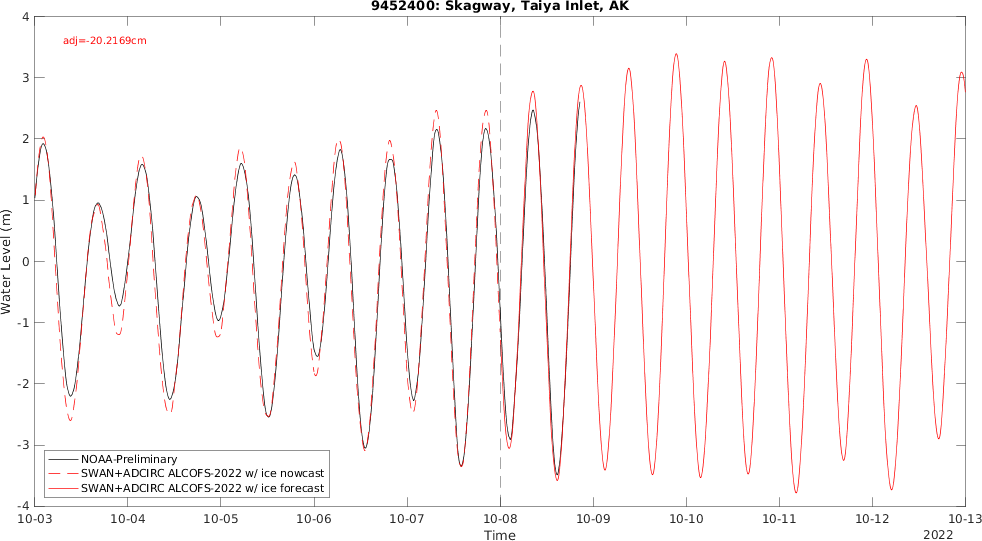 9452400: Skagway, Taiya Inlet, AK
adj=-20.2169cm
4
3
2
1
0
-1
-2
-3
-4
Water Level (m)
NOAA-Preliminary
SWAN+ADCIRC ALCOFS-2022 w/ ice nowcast
SWAN+ADCIRC ALCOFS-2022 w/ ice forecast
10-03 10-04 10-05 10-06 10-07 10-08 10-09 10-10 10-11 10-12 10-13
Time
2022